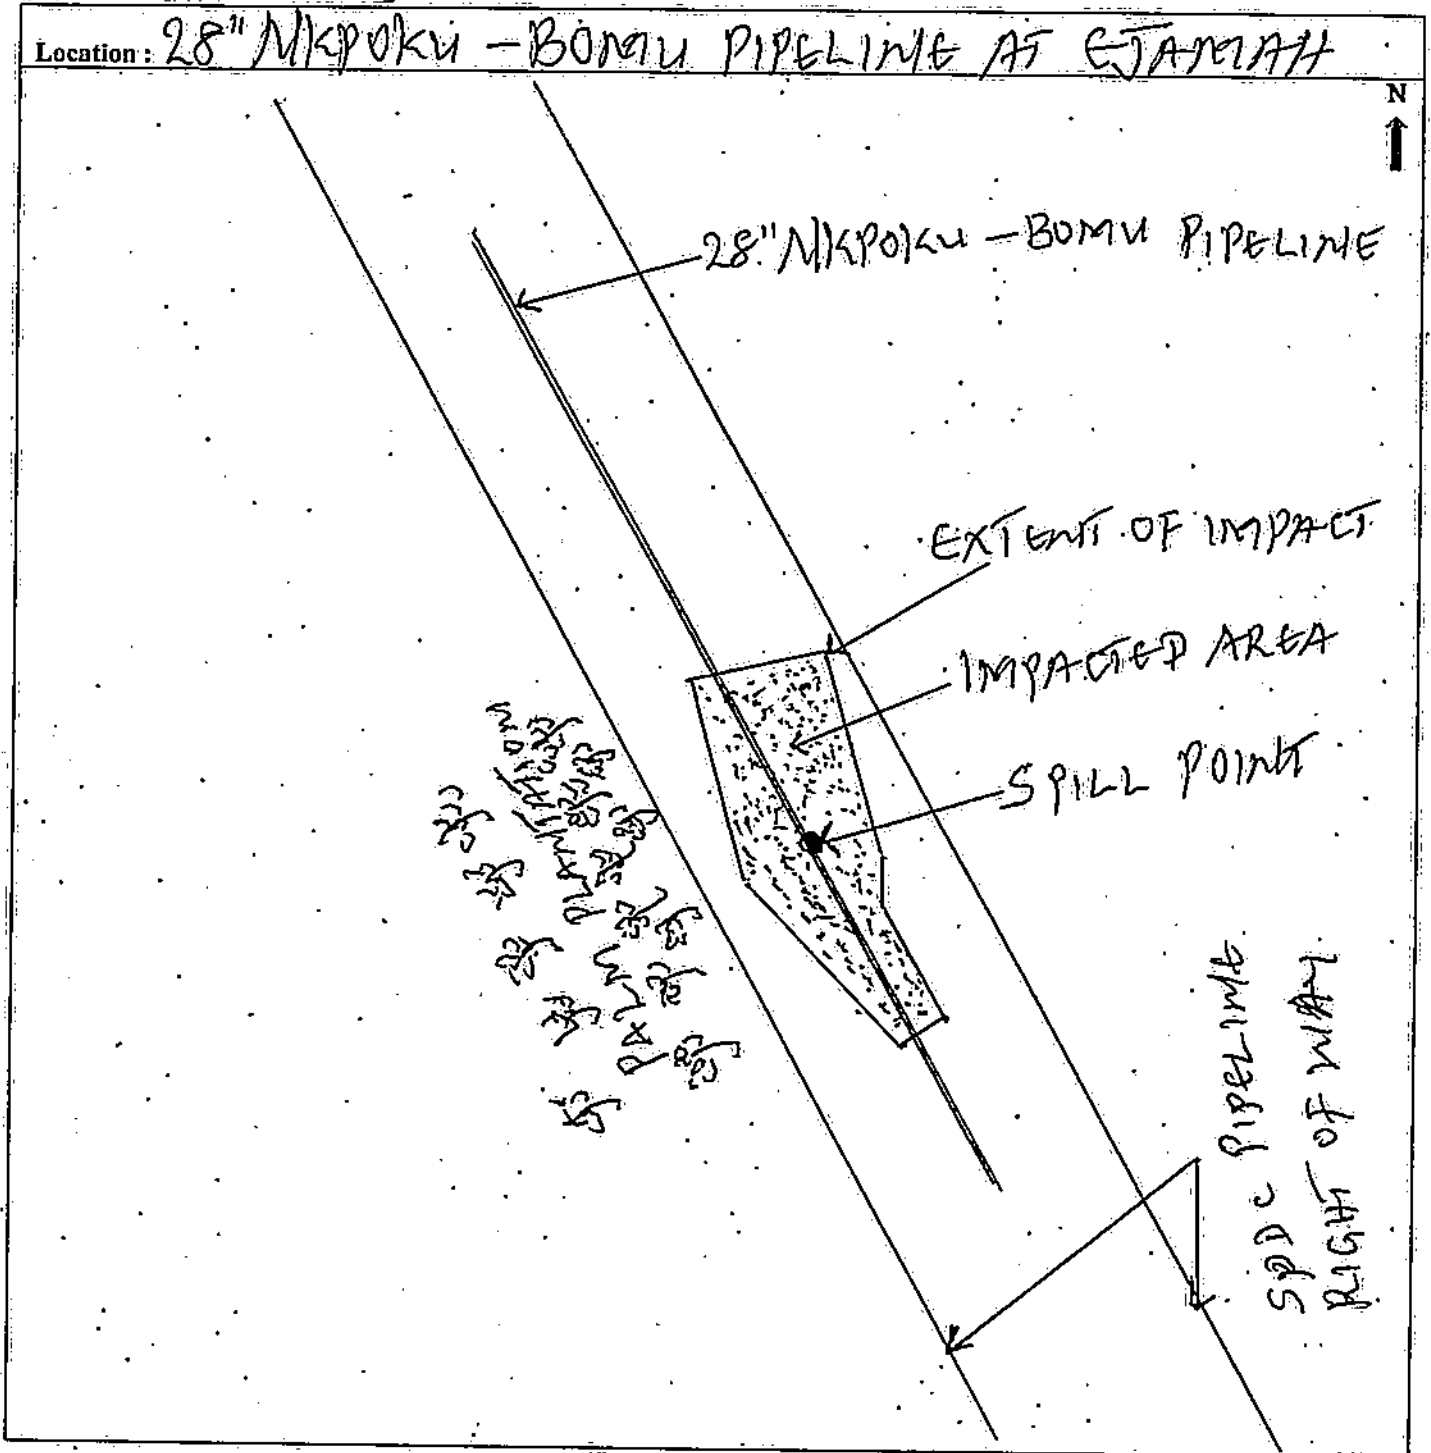 Location : 28" NKPOKU - BOMU PIPELINE AT EJAMAH
N
28" NKPOKU - BOMU PIPELINE
EXTENT OF IMPACT
IMPACTED AREA
SPILL POINT
PALM PLANTATION
SPDC PIPELINE
RIGHT OF WAY